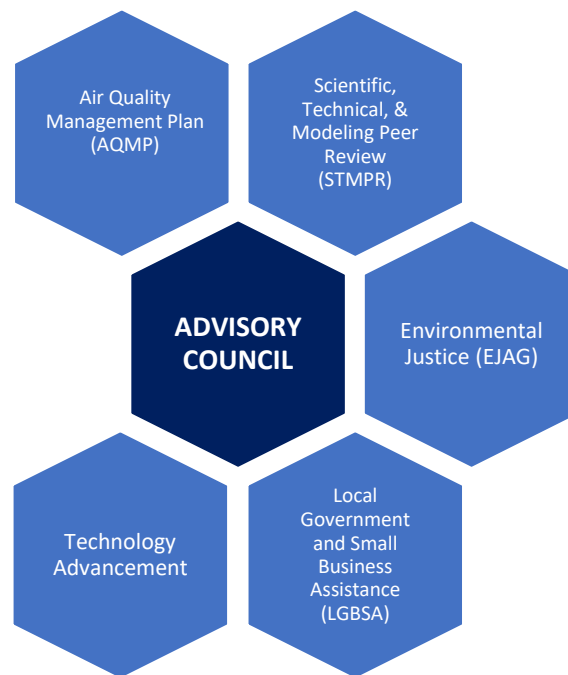 Air Quality
Management Plan
(AQMP)
Scientific,
Technical, &
Modeling Peer
Review
(STMPR)
ADVISORY
COUNCIL
Environmental
Justice (EJAG)
Technology
Advancement
Local
Government
and Small
Business
Assistance
(LGBSA)